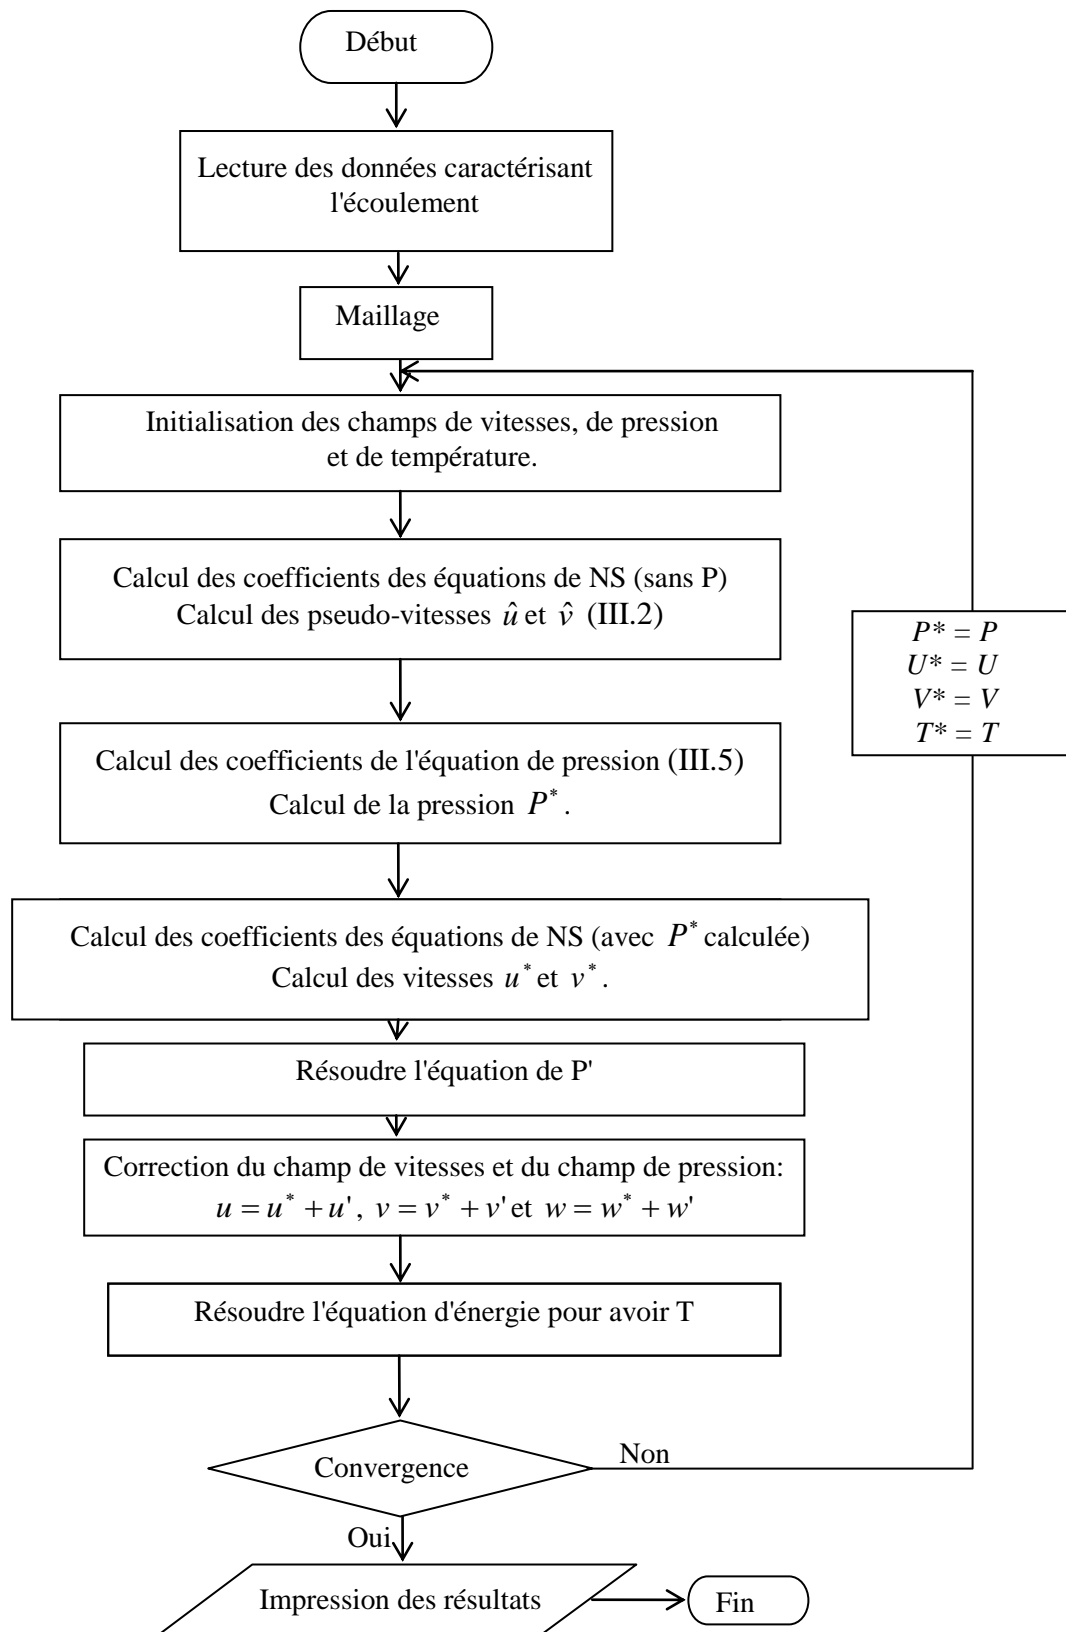 Début
Lecture des données caractérisant
l'écoulement
Maillage
Initialisation des champs de vitesses, de pression
et de température.
Calcul des coefficients des équations de NS (sans P)
Calcul des pseudo-vitesses û et v̂ (III.2)
P* = P
U* = U
V* = V
T* = T
Calcul des coefficients de l'équation de pression (III.5)
Calcul de la pression P*.
Calcul des coefficients des équations de NS (avec P* calculée)
Calcul des vitesses u* et v*.
Résoudre l'équation de P'
Correction du champ de vitesses et du champ de pression:
u = u* + u', v = v* + v' et w = w* + w'
Résoudre l'équation d'énergie pour avoir T
Convergence
Non
Oui
Impression des résultats
Fin